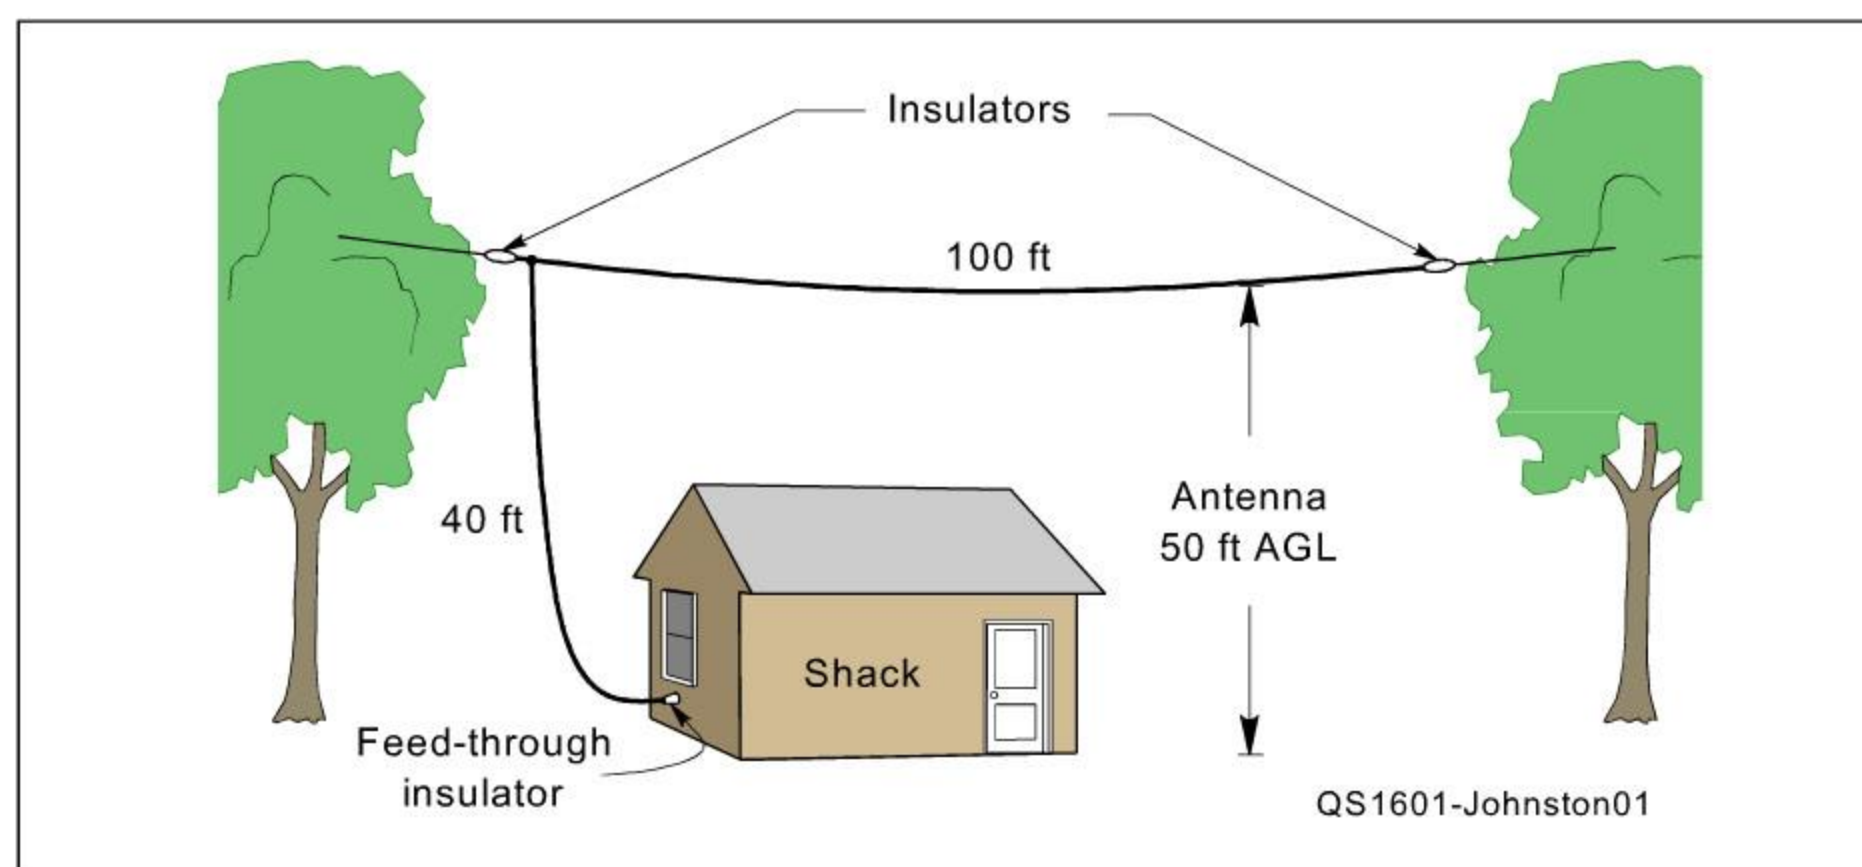 Insulators
100 ft
40 ft
Antenna
50 ft AGL
Shack
Feed-through
insulator
QS1601-Johnston01